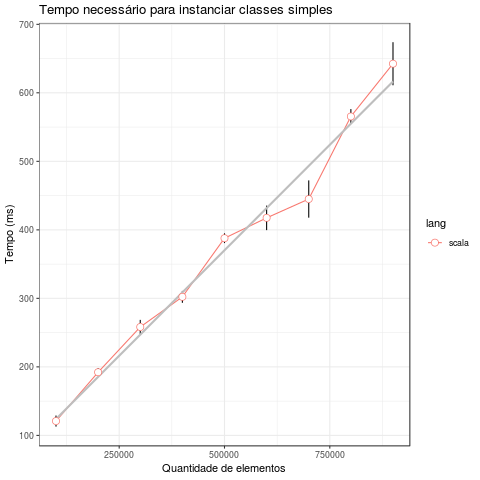 Tempo necessário para instanciar classes simples
700
600
500
400
300
200
100
Tempo (ms)
250000
500000
750000
Quantidade de elementos
lang
scala